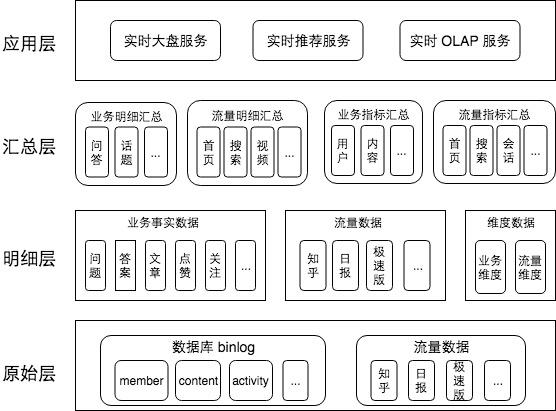 应用层
实时大盘服务
实时推荐服务
实时 OLAP 服务
汇总层
业务明细汇总
问答
话题
...
流量明细汇总
首页
搜索
视频
...
业务指标汇总
用户
内容
...
流量指标汇总
首页
搜索
会话
...
明细层
业务事实数据
问题
答案
文章
点赞
关注
...
流量数据
知乎
日报
极速版
...
维度数据
业务
维度
流量
维度
原始层
数据库 binlog
member
content
activity
...
流量数据
知乎
日报
极速版
...